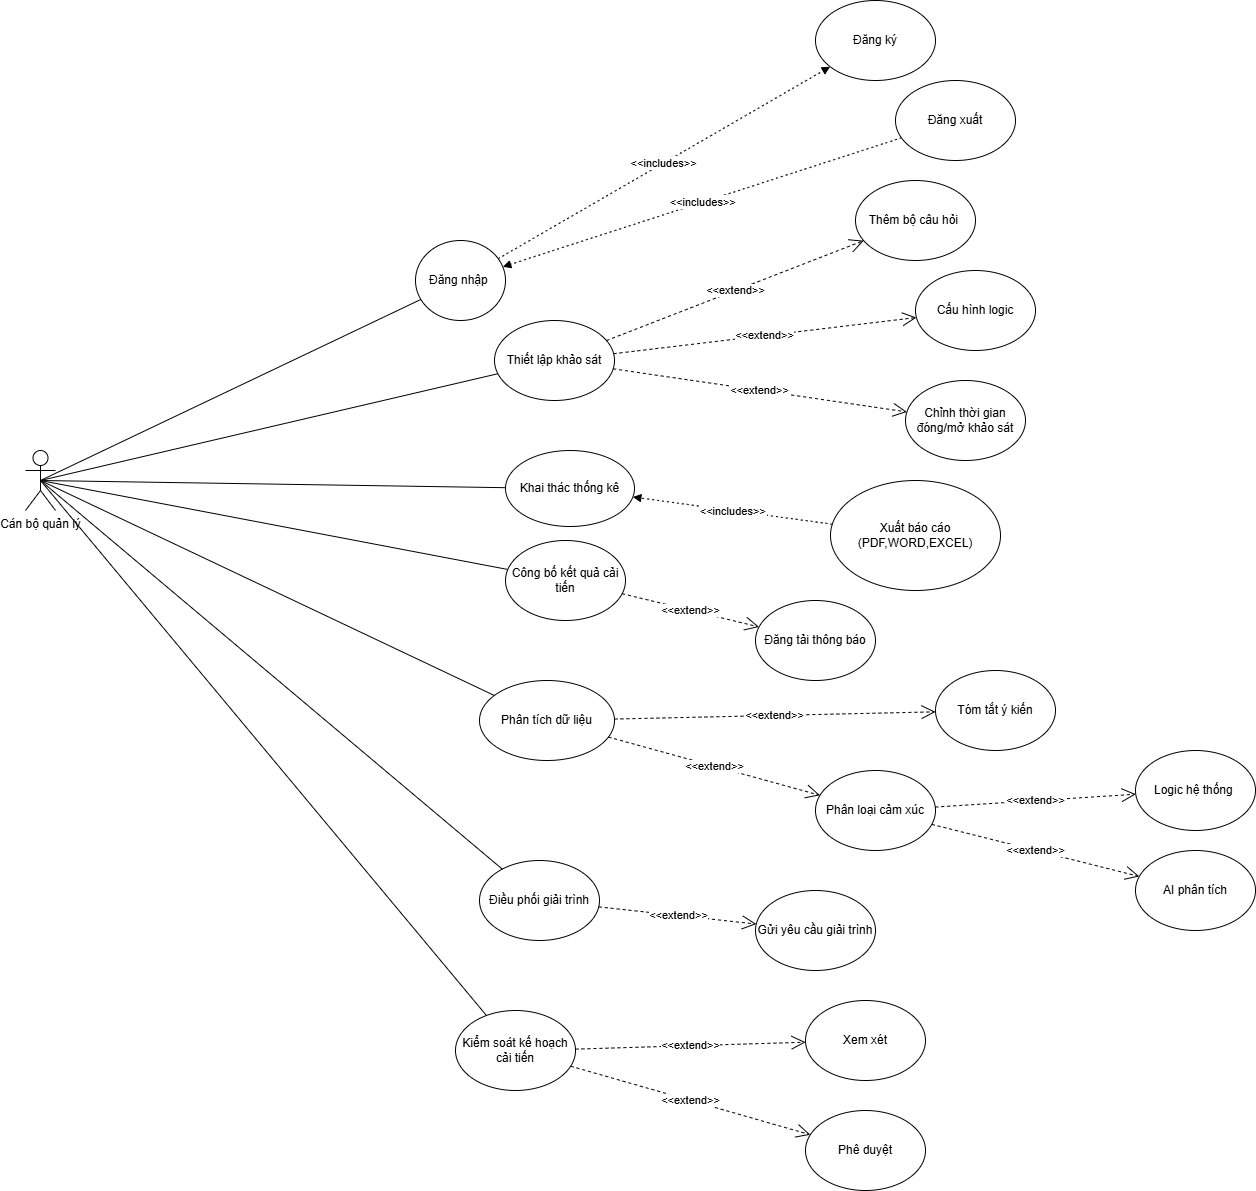 Đăng ký
Đăng xuất
<<includes>>
<<includes>>
Thêm bộ câu hỏi
Đăng nhập
<<extend>>
Cấu hình logic
<<extend>>
Thiết lập khảo sát
<<extend>>
Chỉnh thời gian
đóng/mở khảo sát
Khai thác thống kê
<<includes>>
Cán bộ quản lý
Xuất báo cáo
(PDF,WORD,EXCEL)
Công bố kết quả cải
tiến
<<extend>>
Đăng tải thông báo
Phân tích dữ liệu
<<extend>>
Tóm tắt ý kiến
<<extend>>
Phân loại cảm xúc
<<extend>>
Logic hệ thống
<<extend>>
AI phân tích
Điều phối giải trình
<<extend>>
Gửi yêu cầu giải trình
Kiểm soát kế hoạch
cải tiến
<<extend>>
Xem xét
<<extend>>
Phê duyệt